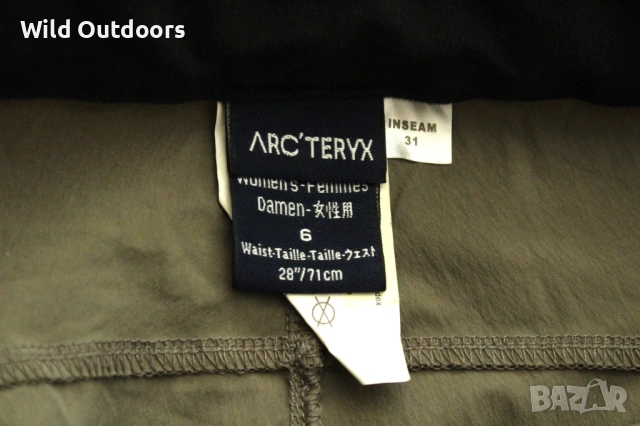 Wild Outdoors
ARC'TERYX
INSEAM
31
Women's-Femmes
Damen-女性用
6
Waist-Taille-Taille-ウェスト
28"/71cm
BAZAR